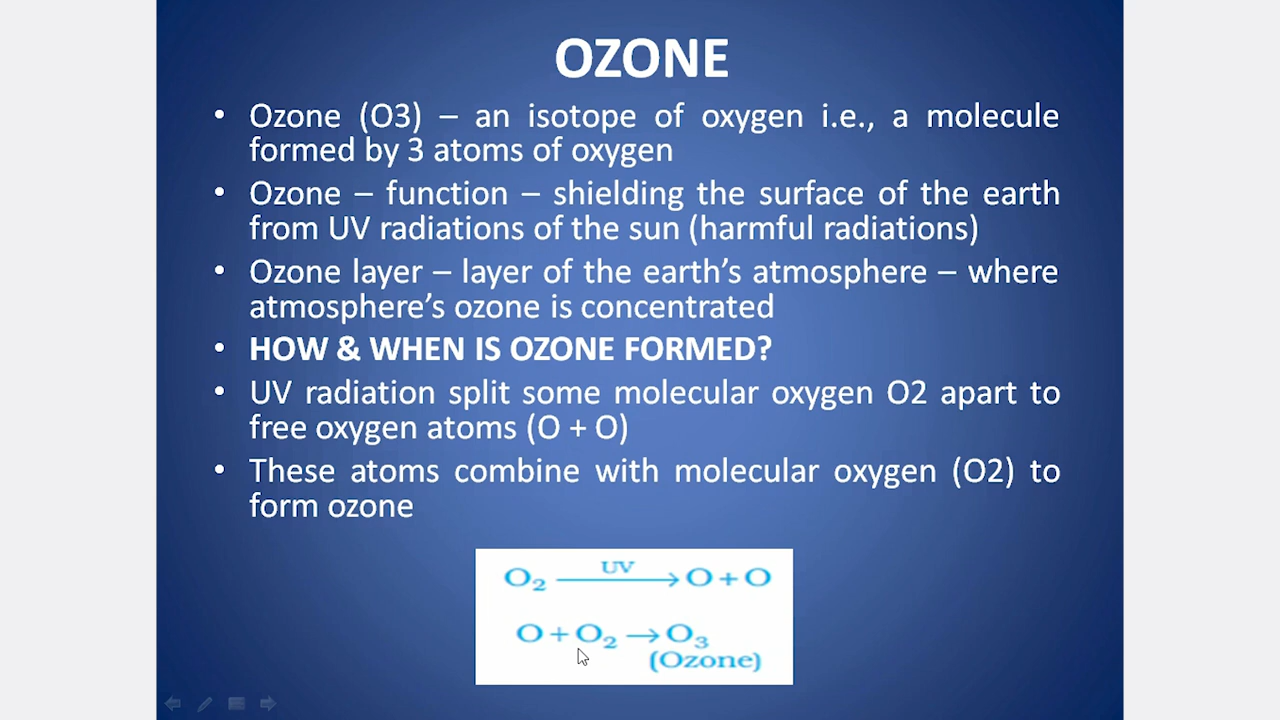 OZONE
• Ozone (O3) – an isotope of oxygen i.e., a molecule
formed by 3 atoms of oxygen
• Ozone – function – shielding the surface of the earth
from UV radiations of the sun (harmful radiations)
• Ozone layer – layer of the earth's atmosphere – where
atmosphere's ozone is concentrated
• HOW & WHEN IS OZONE FORMED?
• UV radiation split some molecular oxygen O2 apart to
free oxygen atoms (O + O)
• These atoms combine with molecular oxygen (O2) to
form ozone
UV
O₂ ⟶ O + O
O + O₂ → O₃
(Ozone)